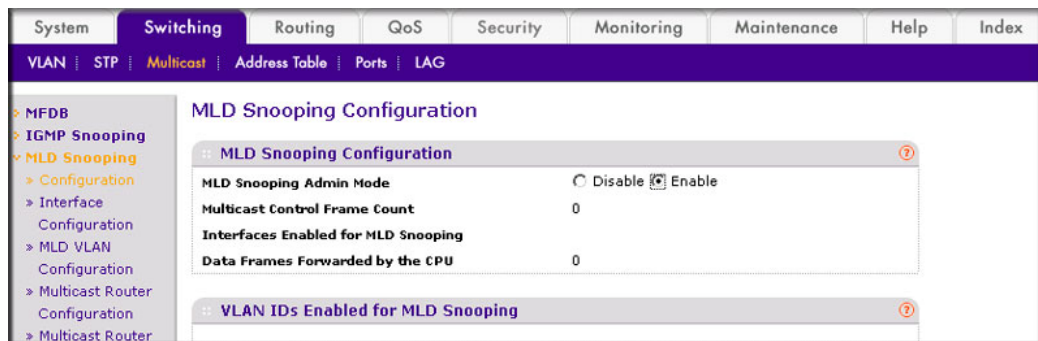 System Switching Routing QoS Security Monitoring Maintenance Help Index
VLAN STP Multicast Address Table Ports LAG
MFDB
IGMP Snooping
MLD Snooping
Configuration
Interface
Configuration
MLD VLAN
Configuration
Multicast Router
Configuration
Multicast Router
MLD Snooping Configuration
MLD Snooping Configuration
MLD Snooping Admin Mode Disable Enable
Multicast Control Frame Count 0
Interfaces Enabled for MLD Snooping
Data Frames Forwarded by the CPU 0
VLAN IDs Enabled for MLD Snooping